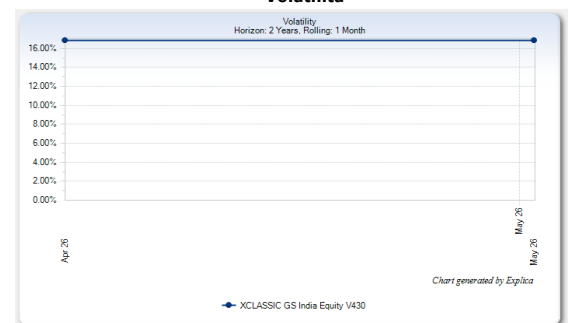 Volatility
Horizon: 2 Years, Rolling: 1 Month
16.00%
14.00%
12.00%
10.00%
8.00%
6.00%
4.00%
2.00%
0.00%
Apr 26
May 26
May 26
Chart generated by Explica
XCLASSIC GS India Equity V430